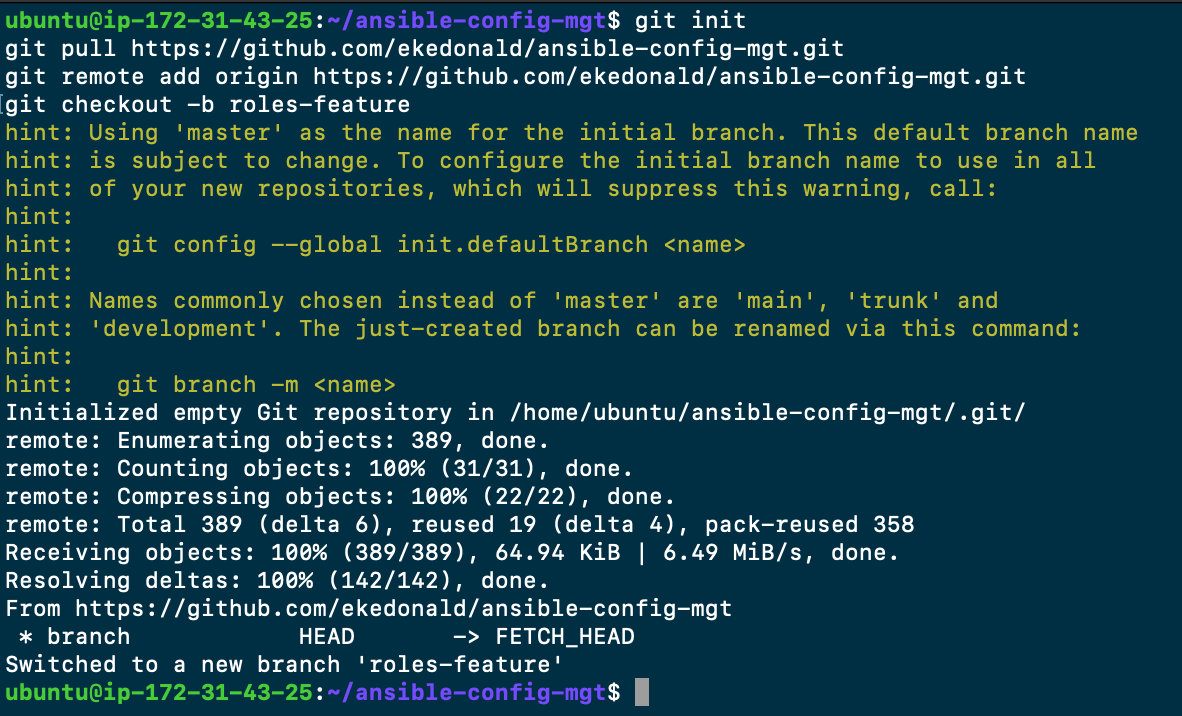 ubuntu@ip-172-31-43-25:~/ansible-config-mgt$ git init
git pull https://github.com/ekedonald/ansible-config-mgt.git
git remote add origin https://github.com/ekedonald/ansible-config-mgt.git
git checkout -b roles-feature
hint: Using 'master' as the name for the initial branch. This default branch name
hint: is subject to change. To configure the initial branch name to use in all
hint: of your new repositories, which will suppress this warning, call:
hint:
hint:   git config --global init.defaultBranch <name>
hint:
hint: Names commonly chosen instead of 'master' are 'main', 'trunk' and
hint: 'development'. The just-created branch can be renamed via this command:
hint:
hint:   git branch -m <name>
Initialized empty Git repository in /home/ubuntu/ansible-config-mgt/.git/
remote: Enumerating objects: 389, done.
remote: Counting objects: 100% (31/31), done.
remote: Compressing objects: 100% (22/22), done.
remote: Total 389 (delta 6), reused 19 (delta 4), pack-reused 358
Receiving objects: 100% (389/389), 64.94 KiB | 6.49 MiB/s, done.
Resolving deltas: 100% (142/142), done.
From https://github.com/ekedonald/ansible-config-mgt
 * branch            HEAD       -> FETCH_HEAD
Switched to a new branch 'roles-feature'
ubuntu@ip-172-31-43-25:~/ansible-config-mgt$